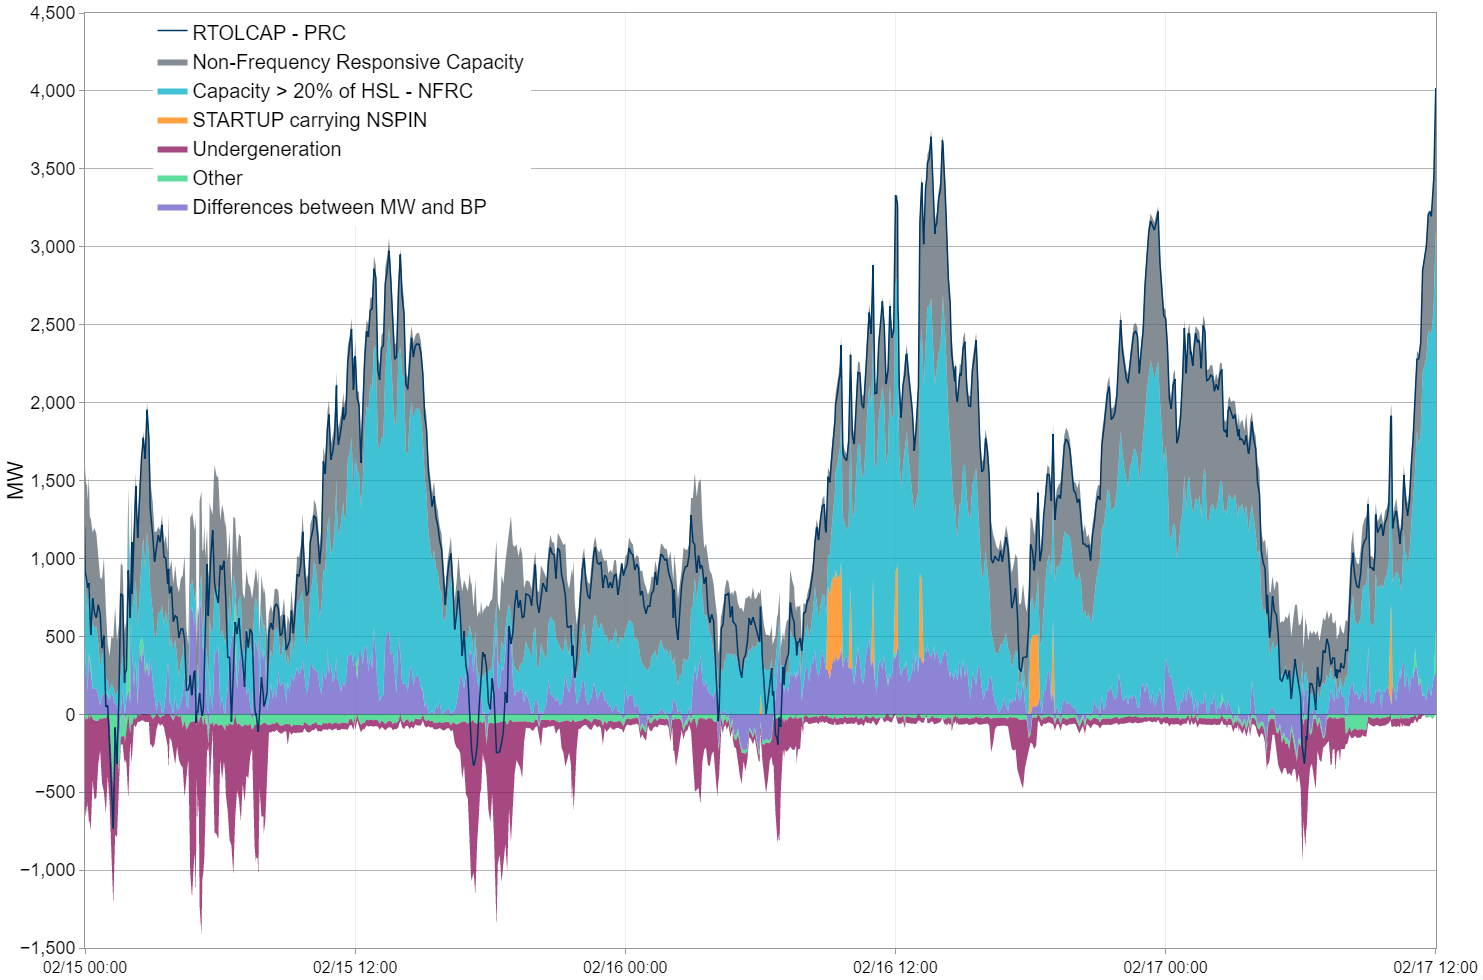 4,500
4,000
3,500
3,000
2,500
2,000
1,500
1,000
500
0
−500
−1,000
−1,500
MW
RTOLCAP - PRC
Non-Frequency Responsive Capacity
Capacity > 20% of HSL - NFRC
STARTUP carrying NSPIN
Undergeneration
Other
Differences between MW and BP
02/15 00:00
02/15 12:00
02/16 00:00
02/16 12:00
02/17 00:00
02/17 12:00